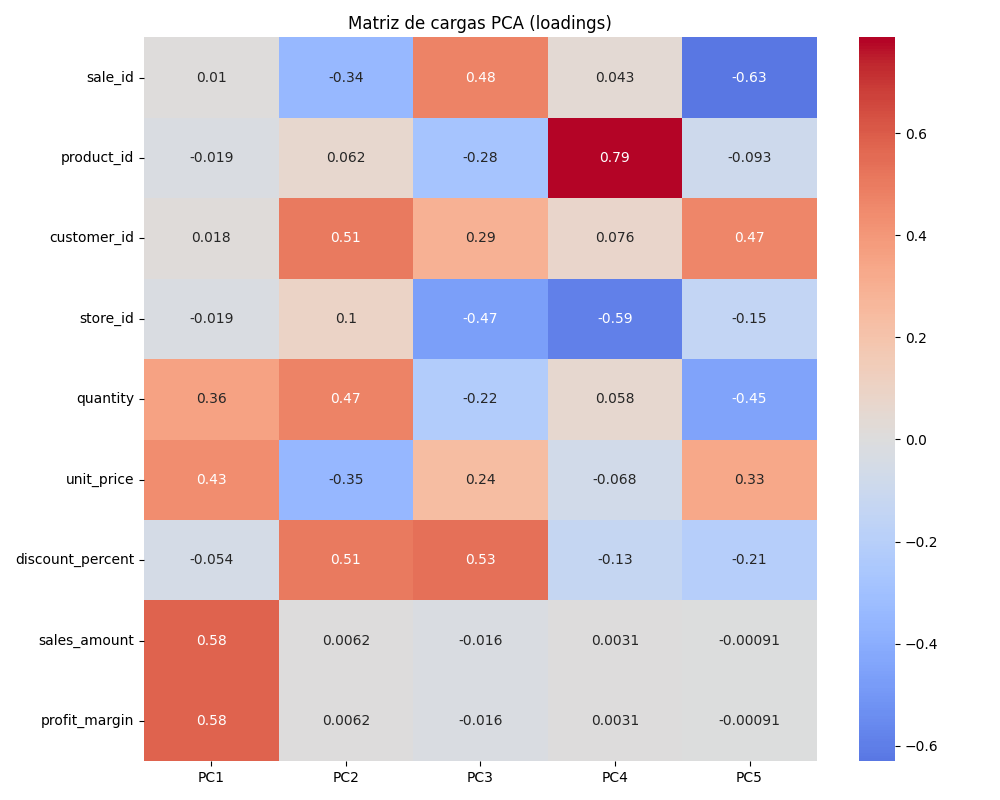 Matriz de cargas PCA (loadings)
sale_id 0.01 -0.34 0.48 0.043 -0.63
product_id -0.019 0.062 -0.28 0.79 -0.093
customer_id 0.018 0.51 0.29 0.076 0.47
store_id -0.019 0.1 -0.47 -0.59 -0.15
quantity 0.36 0.47 -0.22 0.058 -0.45
unit_price 0.43 -0.35 0.24 -0.068 0.33
discount_percent -0.054 0.51 0.53 -0.13 -0.21
sales_amount 0.58 0.0062 -0.016 0.0031 -0.00091
profit_margin 0.58 0.0062 -0.016 0.0031 -0.00091
PC1 PC2 PC3 PC4 PC5
0.6
0.4
0.2
0.0
−0.2
−0.4
−0.6